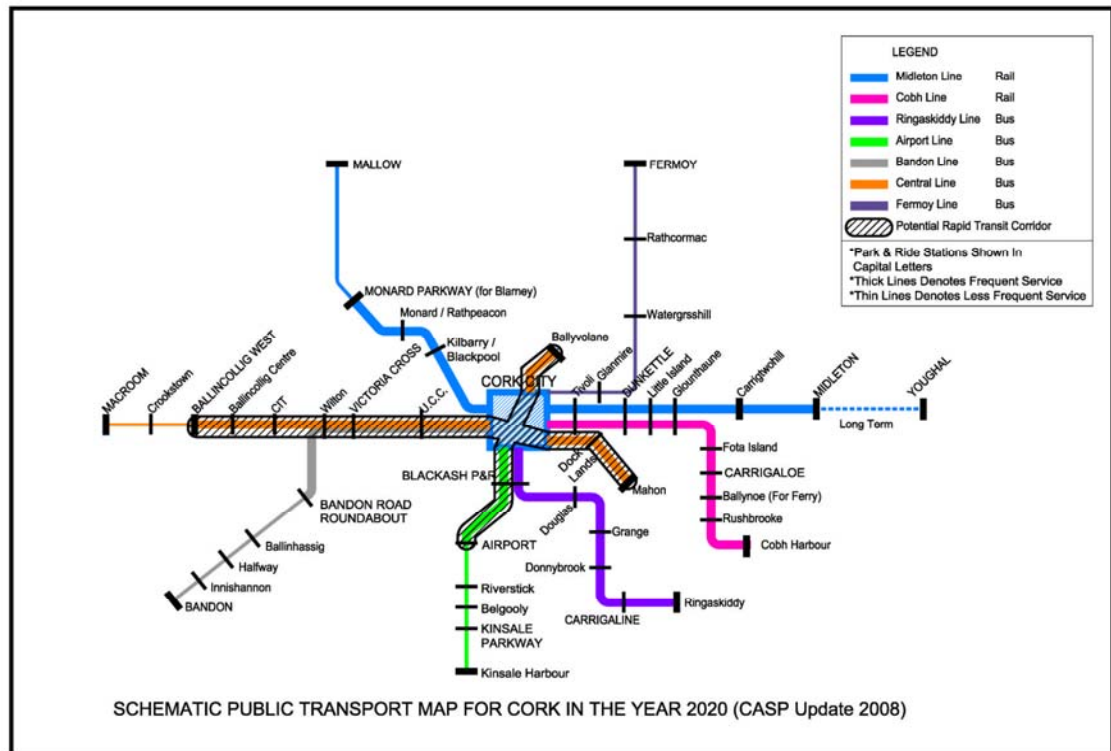 LEGEND
Midleton Line Rail
Cobh Line Rail
Ringaskiddy Line Bus
Airport Line Bus
Bandon Line Bus
Central Line Bus
Fermoy Line Bus
Potential Rapid Transit Corridor
*Park & Ride Stations Shown In
Capital Letters
*Thick Lines Denotes Frequent Service
*Thin Lines Denotes Less Frequent Service
MALLOW
FERMOY
Rathcormac
MONARD PARKWAY (for Blarney)
Monard / Rathpeacon
Watergrsshill
Kilbarry /
Blackpool
Ballyvolane
CORK CITY
MACROOM
Crookstown
BALLINCOLLIG WEST
Ballincollig Centre
CIT
Wilton
VICTORIA CROSS
U.C.C.
Tivoli
Glanmire
DUNKETTLE
Little Island
Glounthaune
Carrigtwohill
MIDLETON
YOUGHAL
Long Term
Dock
Lands
Mahon
Fota Island
CARRIGALOE
Ballynoe (For Ferry)
Rushbrooke
Cobh Harbour
BLACKASH P&R
BANDON ROAD
ROUNDABOUT
Douglas
Grange
Donnybrook
CARRIGALINE
Ringaskiddy
Ballinhassig
Halfway
Innishannon
BANDON
AIRPORT
Riverstick
Belgooly
KINSALE
PARKWAY
Kinsale Harbour
SCHEMATIC PUBLIC TRANSPORT MAP FOR CORK IN THE YEAR 2020 (CASP Update 2008)